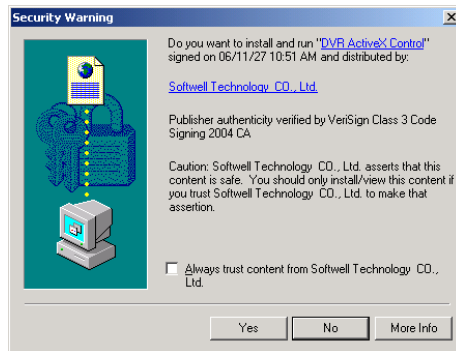 Security Warning
Do you want to install and run "DVR ActiveX Control"
signed on 06/11/27 10:51 AM and distributed by:
Softwell Technology CO., Ltd.
Publisher authenticity verified by VeriSign Class 3 Code
Signing 2004 CA
Caution: Softwell Technology CO., Ltd. asserts that this
content is safe. You should only install/view this content if
you trust Softwell Technology CO., Ltd. to make that
assertion.
Always trust content from Softwell Technology CO.,
Ltd.
Yes
No
More Info